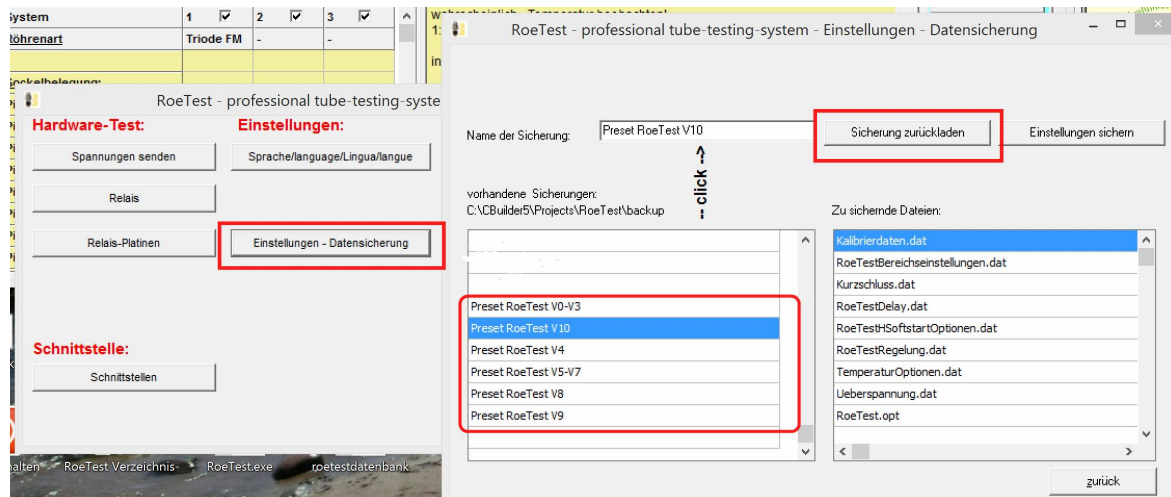 System 1 2 3
Röhrenart Triode FM - -
Sockelbelegung:
1:
in
RoeTest - professional tube-testing-syste
Hardware-Test:
Einstellungen:
Spannungen senden
Sprache/language/Lingua/langue
Relais
Relais-Platinen
Einstellungen - Datensicherung
Schnittstelle:
Schnittstellen
RoeTest Verzeichnis-
RoeTest.exe
roetestdatenbank
RoeTest - professional tube-testing-system - Einstellungen - Datensicherung
Name der Sicherung:
Preset RoeTest V10
Sicherung zurückladen
Einstellungen sichern
-- click -->
vorhandene Sicherungen:
C:\CBuilder5\Projects\RoeTest\backup
Preset RoeTest V0-V3
Preset RoeTest V10
Preset RoeTest V4
Preset RoeTest V5-V7
Preset RoeTest V8
Preset RoeTest V9
Zu sichernde Dateien:
Kalibrierdaten.dat
RoeTestBereichseinstellungen.dat
Kurzschluss.dat
RoeTestDelay.dat
RoeTestHSoftstartOptionen.dat
RoeTestRegelung.dat
TemperaturOptionen.dat
Ueberspannung.dat
RoeTest.opt
zurück